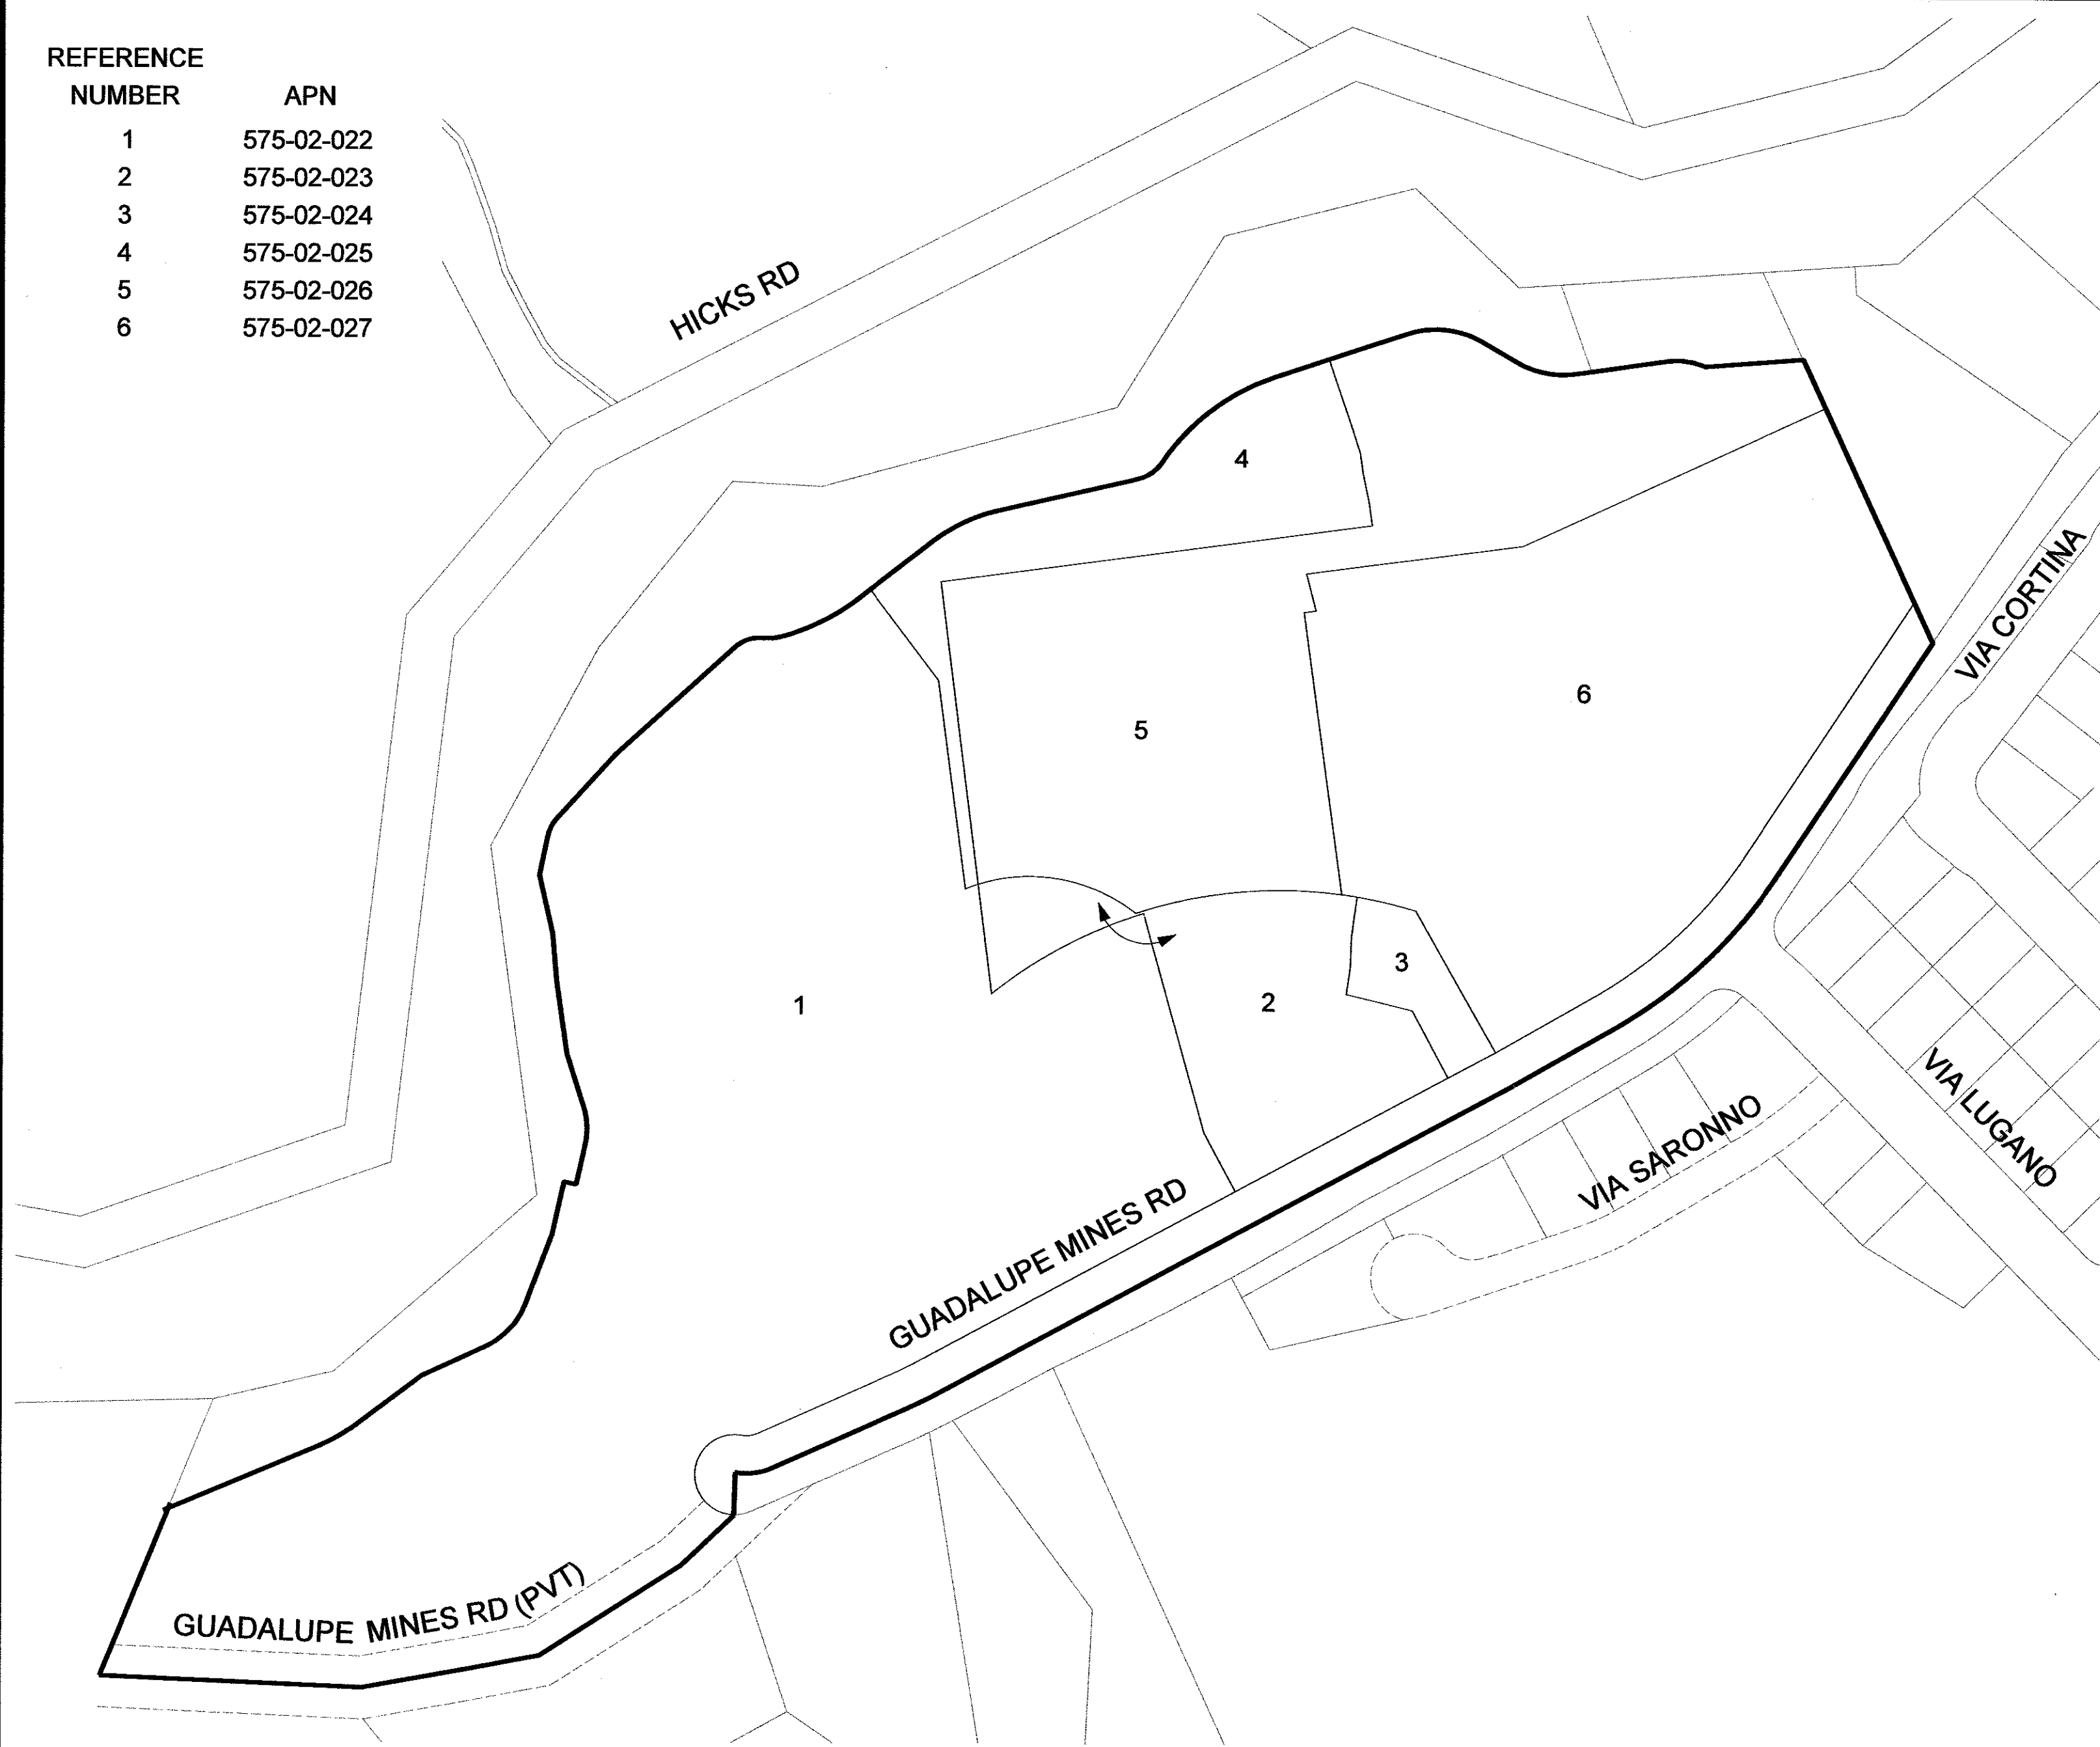 REFERENCE
NUMBER APN
1 575-02-022
2 575-02-023
3 575-02-024
4 575-02-025
5 575-02-026
6 575-02-027
HICKS RD
4
VIA CORTINA
6
5
3
2
1
VIA LUGANO
VIA SARONNO
GUADALUPE MINES RD
GUADALUPE MINES RD (PVT)